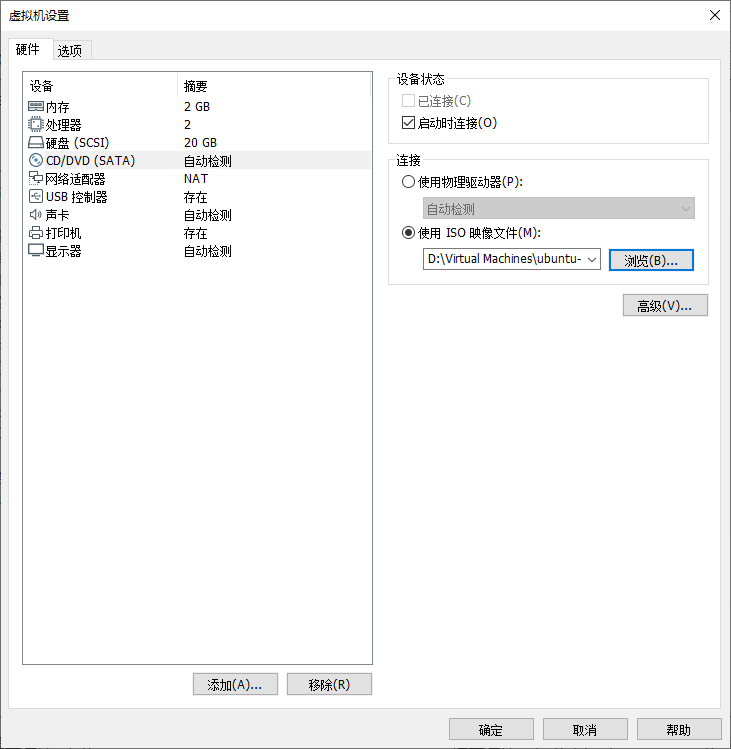 虚拟机设置
硬件 选项
设备 摘要
内存 2 GB
处理器 2
硬盘 (SCSI) 20 GB
CD/DVD (SATA) 自动检测
网络适配器 NAT
USB 控制器 存在
声卡 自动检测
打印机 存在
显示器 自动检测
添加(A)... 移除(R)
设备状态
已连接(C)
启动时连接(O)
连接
使用物理驱动器(P):
自动检测
使用 ISO 映像文件(M):
D:\Virtual Machines\ubuntu- 浏览(B)...
高级(V)...
确定 取消 帮助